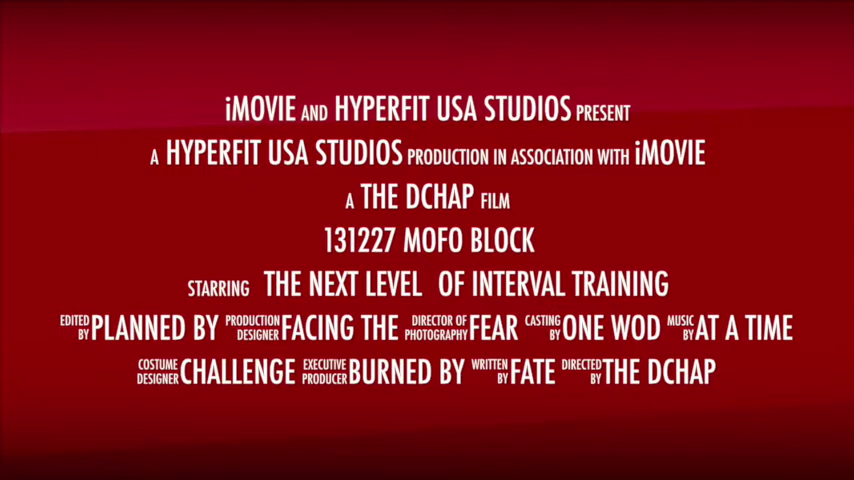 iMOVIE AND HYPERFIT USA STUDIOS PRESENT
A HYPERFIT USA STUDIOS PRODUCTION IN ASSOCIATION WITH iMOVIE
A THE DCHAP FILM
131227 MOFO BLOCK
STARRING THE NEXT LEVEL OF INTERVAL TRAINING
EDITED BY PLANNED BY PRODUCTION DESIGNER FACING THE DIRECTOR OF PHOTOGRAPHY FEAR CASTING BY ONE WOD MUSIC BY AT A TIME
COSTUME DESIGNER CHALLENGE EXECUTIVE PRODUCER BURNED BY WRITTEN BY FATE DIRECTED BY THE DCHAP